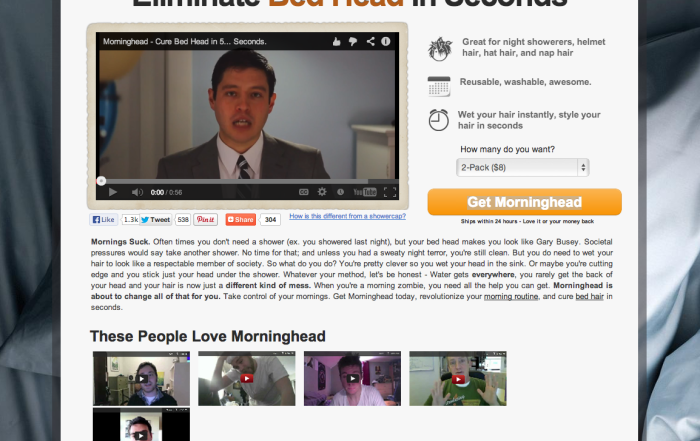 Eliminate Bed Head in Seconds
Morninghead - Cure Bed Head in 5... Seconds.
0:00 / 0:56
CC
YouTube
Great for night showerers, helmet
hair, hat hair, and nap hair
Reusable, washable, awesome.
Wet your hair instantly, style your
hair in seconds
How many do you want?
2-Pack ($8)
Get Morninghead
Ships within 24 hours - Love it or your money back
Like 1.3k Tweet 538 Pin it Share 304 How is this different from a showercap?
Mornings Suck. Often times you don't need a shower (ex. you showered last night), but your bed head makes you look like Gary Busey. Societal
pressures would say take another shower. No time for that; and unless you had a sweaty night terror, you're still clean. But you do need to wet your
hair to look like a respectable member of society. So what do you do? You're pretty clever so you wet your head in the sink. Or maybe you're cutting
edge and you stick just your head under the shower. Whatever your method, let's be honest - Water gets everywhere, you rarely get the back of
your head and your hair is now just a different kind of mess. When you're a morning zombie, you need all the help you can get. Morninghead is
about to change all of that for you. Take control of your mornings. Get Morninghead today, revolutionize your morning routine, and cure bed hair in
seconds.
These People Love Morninghead